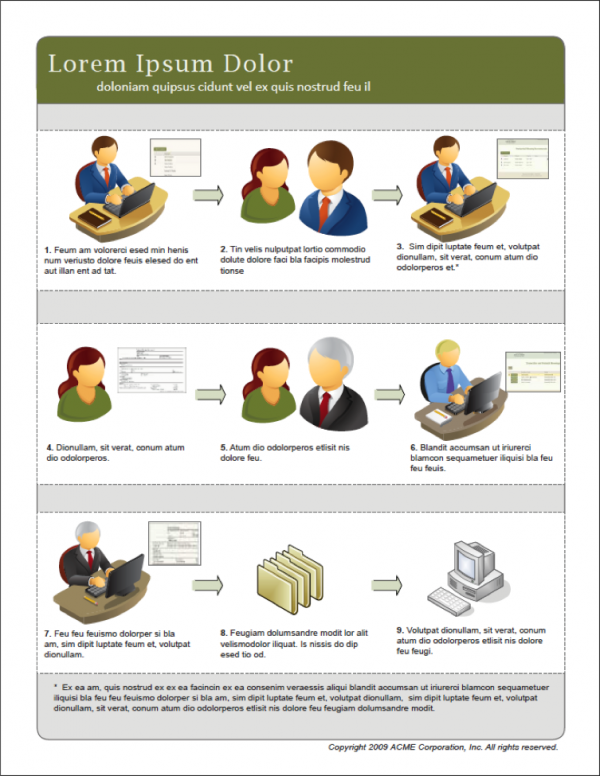 Lorem Ipsum Dolor
doloniam quipsus cidunt vel ex quis nostrud feu il
1. Feum am volorerci esed min henis
num veriusto dolore feuis elesed do ent
aut illan ent ad tat.
2. Tin velis nulputpat lortio commodo
dolute dolore faci bla facipis molestrud
tionse
3. Sim dipit luptate feum et, volutpat
dionullam, sit verat, conum atum dio
odolorperos et.*
4. Dionullam, sit verat, conum atum
dio odolorperos.
5. Atum dio odolorperos etlisit nis
dolore feu.
6. Blandit accumsan ut iriurerci
blamcon sequametuer iliquisi bla feu
feu feuis.
7. Feu feu feuismo dolorper si bla
am, sim dipit luptate feum et, volutpat
dionullam.
8. Feugiam dolumsandre modit lor alit
velismodolor iliquat. Is nissis do dip
esed tio od.
9. Volutpat dionullam, sit verat, conum
atum dio odolorperos etlisit nis dolore
feu feugi.
* Ex ea am, quis nostrud ex ex ea facincin ex ea consenim veraessis aliqui blandit accumsan ut iriurerci blamcon sequametuer
iliquisi bla feu feu feuismo dolorper si bla am, sim dipit luptate feum et, volutpat dionullam, sim dipit luptate feum et, volutpat
dionullam, sit verat, conum atum dio odolorperos etlisit nis dolore feu feugiam dolumsandre modit.
Copyright 2009 ACME Corporation, Inc. All rights reserved.